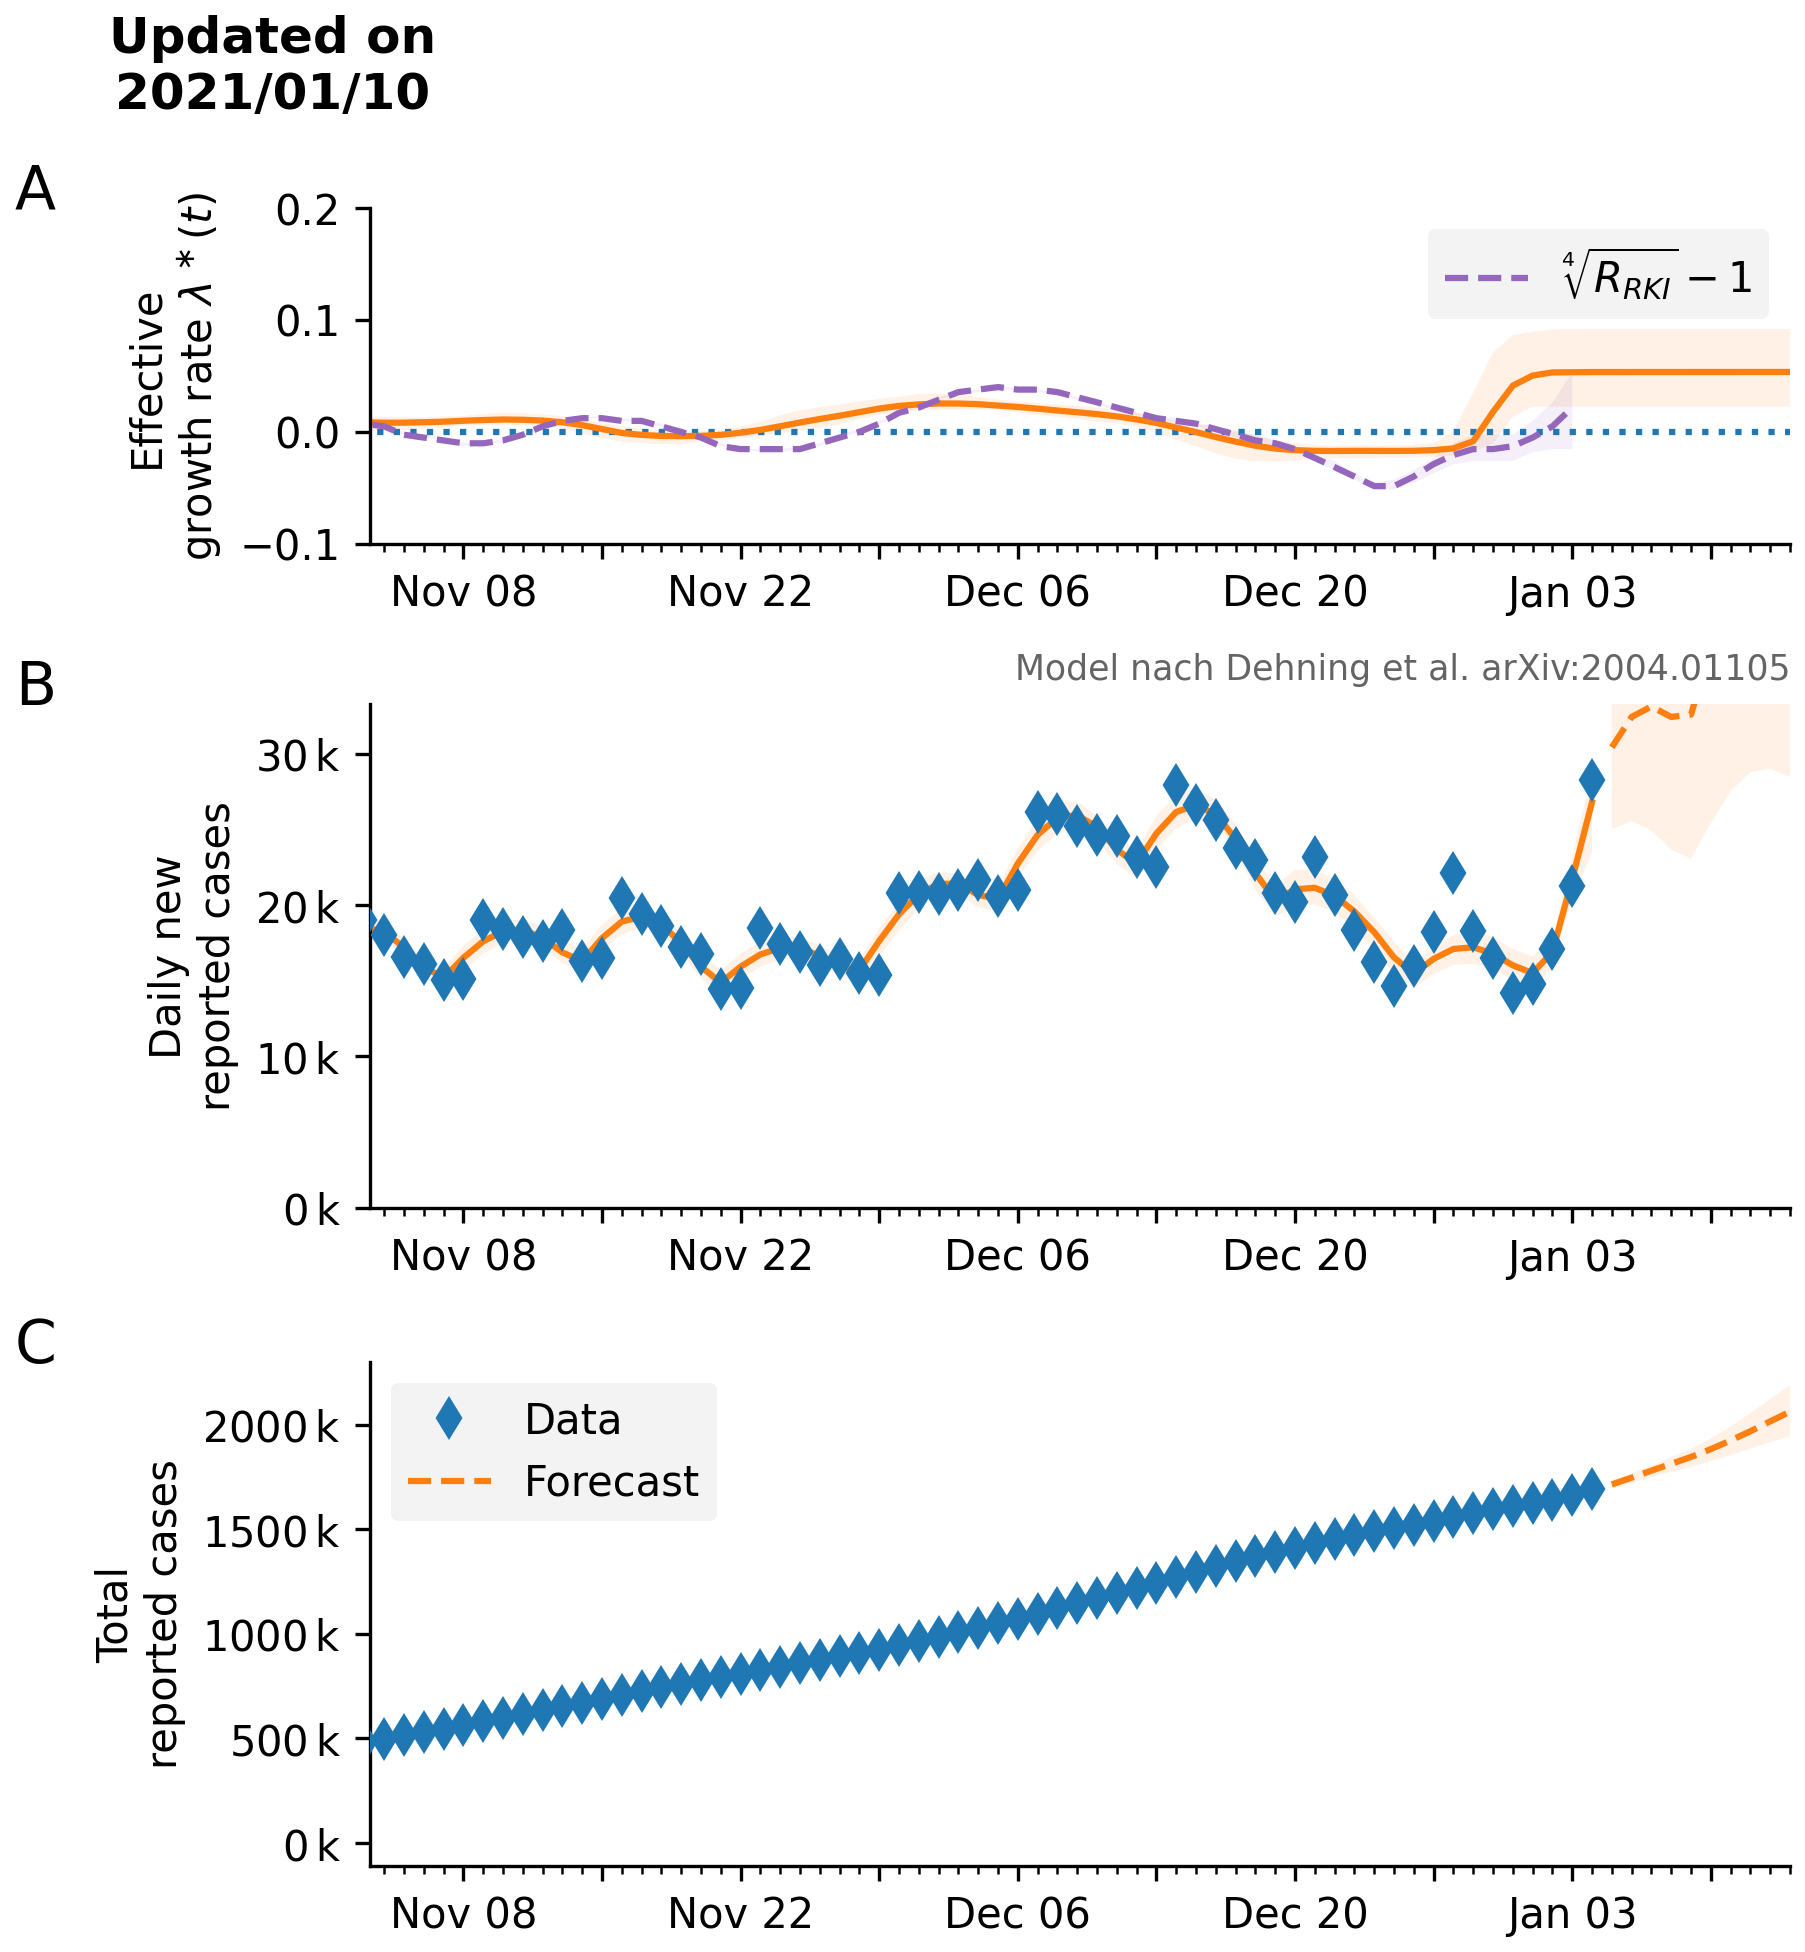 Updated on
2021/01/10
A
Effective
growth rate λ * (t)
0.2
0.1
0.0
−0.1
∜R_RKI − 1
Nov 08 Nov 22 Dec 06 Dec 20 Jan 03
Model nach Dehning et al. arXiv:2004.01105
B
Daily new
reported cases
30 k
20 k
10 k
0 k
Nov 08 Nov 22 Dec 06 Dec 20 Jan 03
C
Total
reported cases
2000 k
1500 k
1000 k
500 k
0 k
Data
Forecast
Nov 08 Nov 22 Dec 06 Dec 20 Jan 03